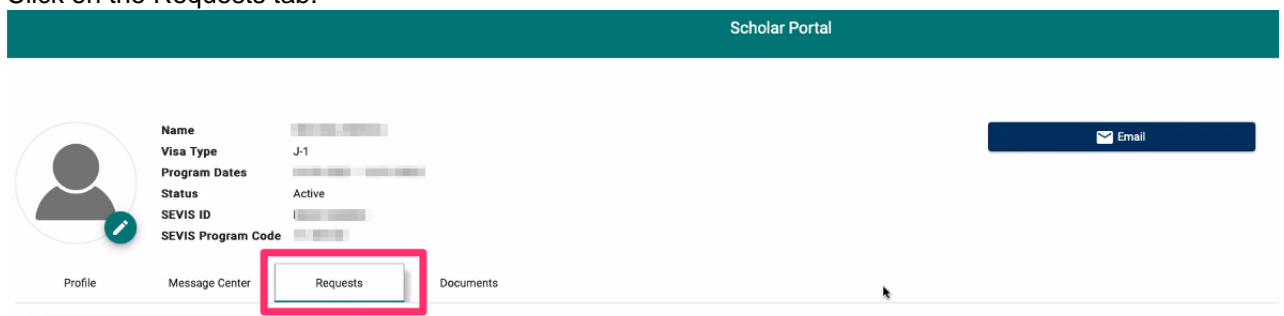 Click on the Requests tab.
Scholar Portal
Name
Email
Visa Type J-1
Program Dates
Status Active
SEVIS ID
SEVIS Program Code
Profile Message Center Requests Documents